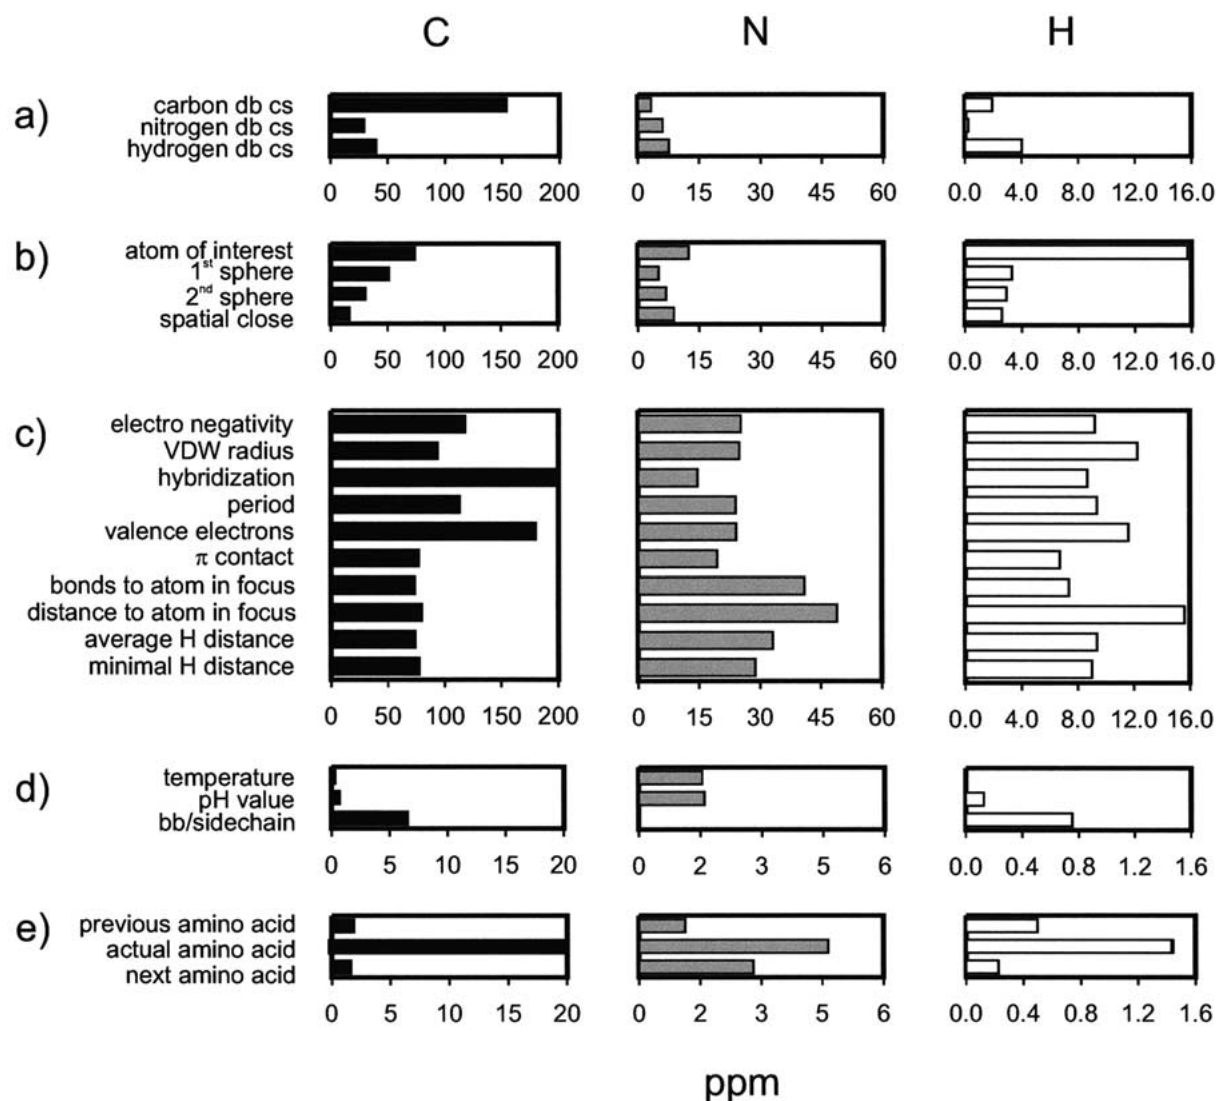 C N H
a)
carbon db cs
nitrogen db cs
hydrogen db cs
0 50 100 150 200 0 15 30 45 60 0.0 4.0 8.0 12.0 16.0
b)
atom of interest
1st sphere
2nd sphere
spatial close
0 50 100 150 200 0 15 30 45 60 0.0 4.0 8.0 12.0 16.0
c)
electro negativity
VDW radius
hybridization
period
valence electrons
π contact
bonds to atom in focus
distance to atom in focus
average H distance
minimal H distance
0 50 100 150 200 0 15 30 45 60 0.0 4.0 8.0 12.0 16.0
d)
temperature
pH value
bb/sidechain
0 5 10 15 20 0 2 3 5 6 0.0 0.4 0.8 1.2 1.6
e)
previous amino acid
actual amino acid
next amino acid
0 5 10 15 20 0 2 3 5 6 0.0 0.4 0.8 1.2 1.6
ppm